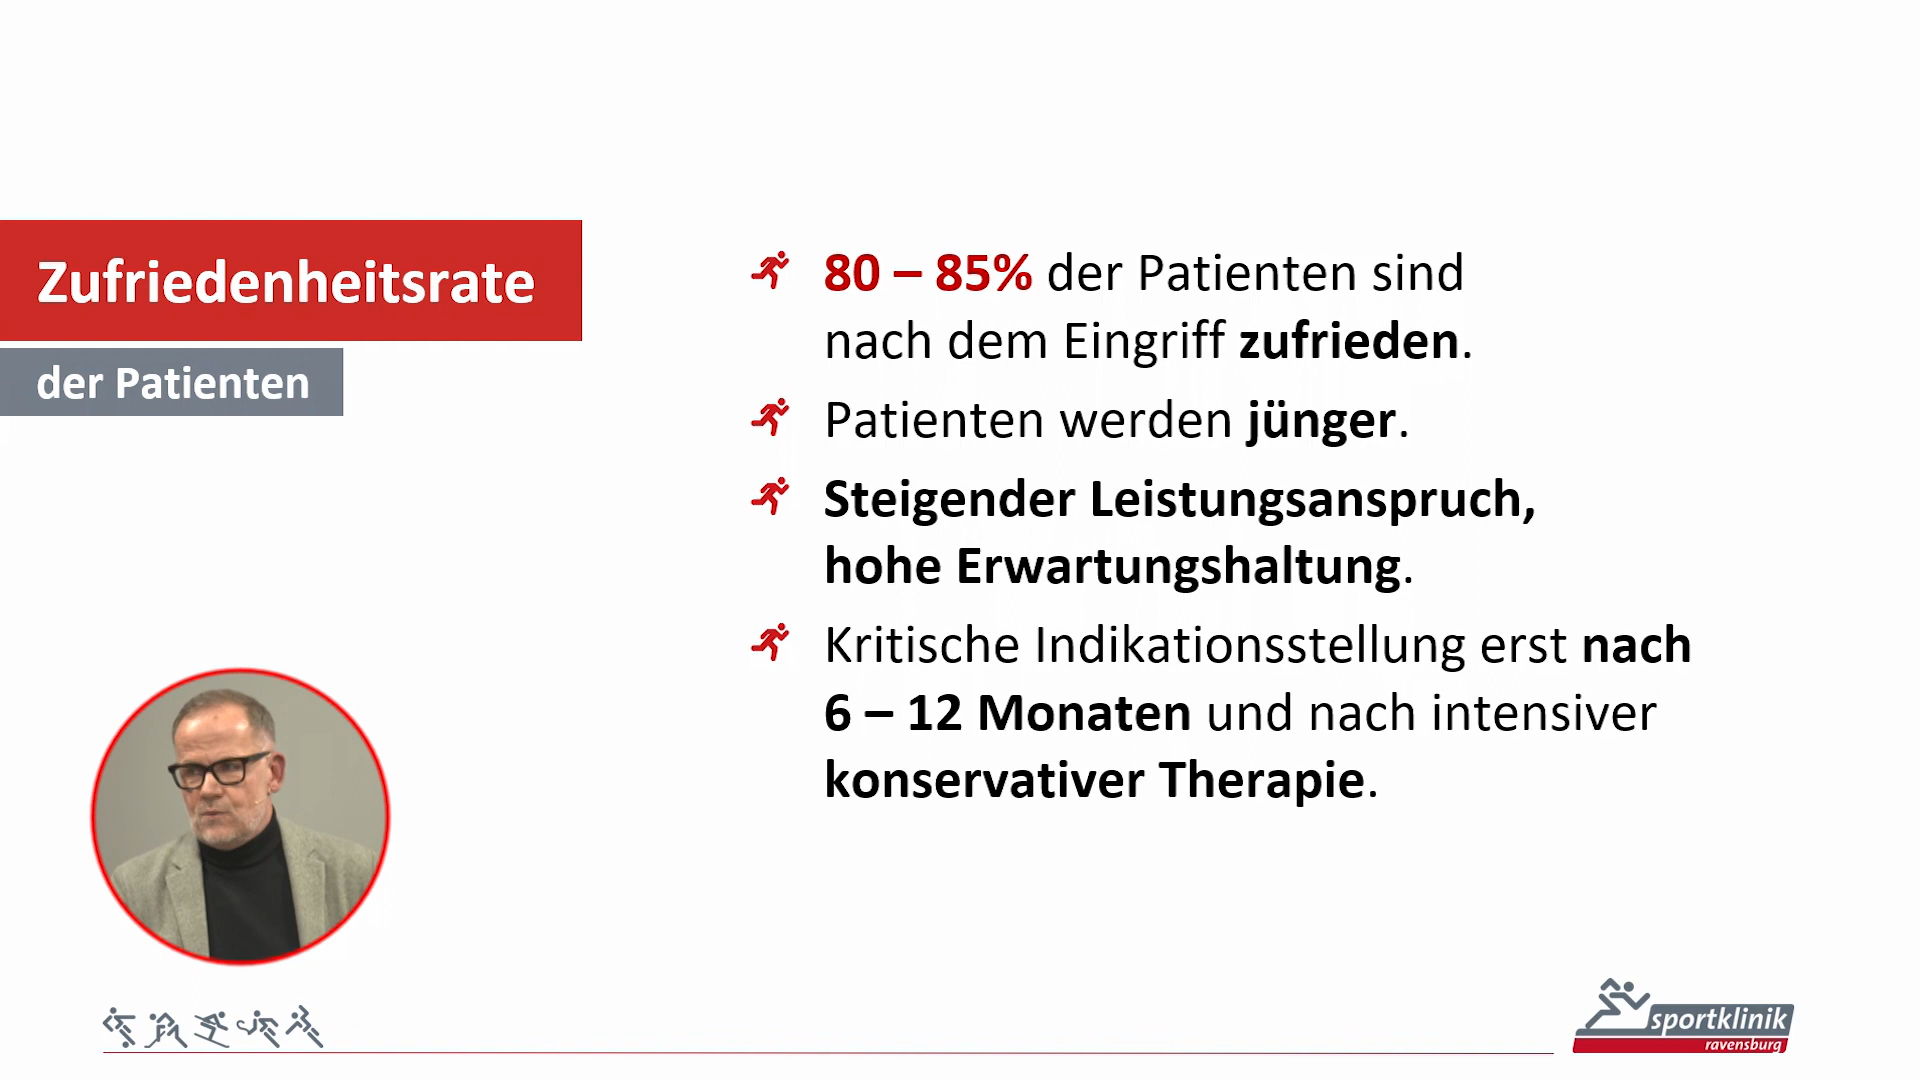 Zufriedenheitsrate
der Patienten
80 – 85% der Patienten sind
nach dem Eingriff zufrieden.
Patienten werden jünger.
Steigender Leistungsanspruch,
hohe Erwartungshaltung.
Kritische Indikationsstellung erst nach
6 – 12 Monaten und nach intensiver
konservativer Therapie.
sportklinik
ravensburg